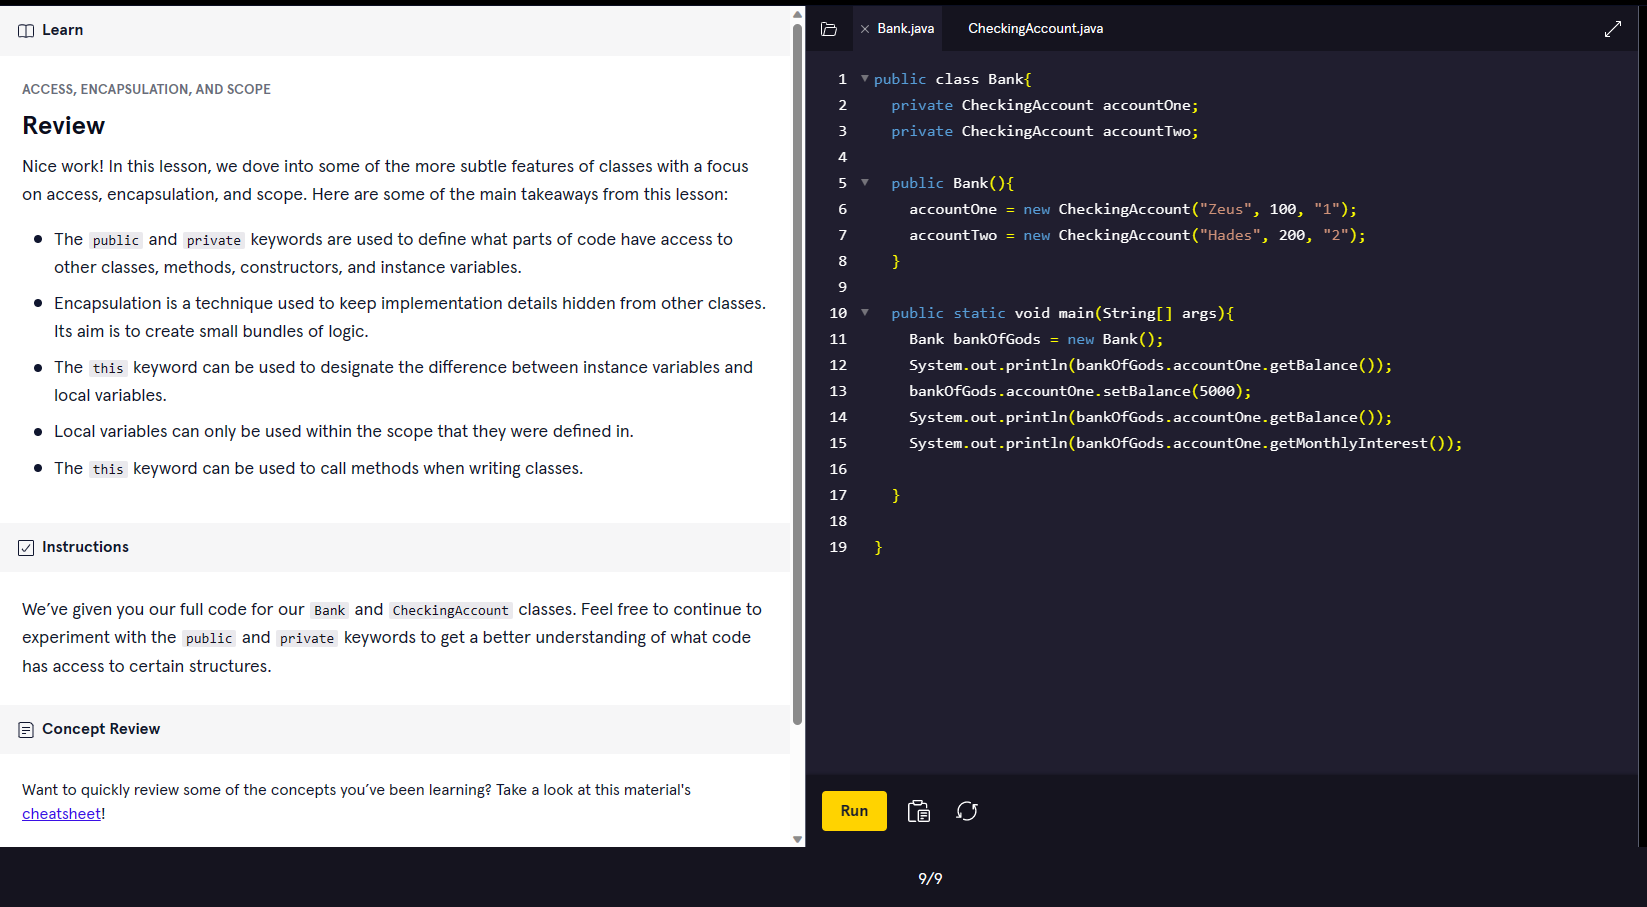 Learn
ACCESS, ENCAPSULATION, AND SCOPE
Review
Nice work! In this lesson, we dove into some of the more subtle features of classes with a focus
on access, encapsulation, and scope. Here are some of the main takeaways from this lesson:
The public and private keywords are used to define what parts of code have access to
other classes, methods, constructors, and instance variables.
Encapsulation is a technique used to keep implementation details hidden from other classes.
Its aim is to create small bundles of logic.
The this keyword can be used to designate the difference between instance variables and
local variables.
Local variables can only be used within the scope that they were defined in.
The this keyword can be used to call methods when writing classes.
Instructions
We’ve given you our full code for our Bank and CheckingAccount classes. Feel free to continue to
experiment with the public and private keywords to get a better understanding of what code
has access to certain structures.
Concept Review
Want to quickly review some of the concepts you’ve been learning? Take a look at this material's
cheatsheet!
Bank.java CheckingAccount.java
1 public class Bank{
2 private CheckingAccount accountOne;
3 private CheckingAccount accountTwo;
4
5 public Bank(){
6 accountOne = new CheckingAccount("Zeus", 100, "1");
7 accountTwo = new CheckingAccount("Hades", 200, "2");
8 }
9
10 public static void main(String[] args){
11 Bank bankOfGods = new Bank();
12 System.out.println(bankOfGods.accountOne.getBalance());
13 bankOfGods.accountOne.setBalance(5000);
14 System.out.println(bankOfGods.accountOne.getBalance());
15 System.out.println(bankOfGods.accountOne.getMonthlyInterest());
16
17 }
18
19 }
Run
9/9